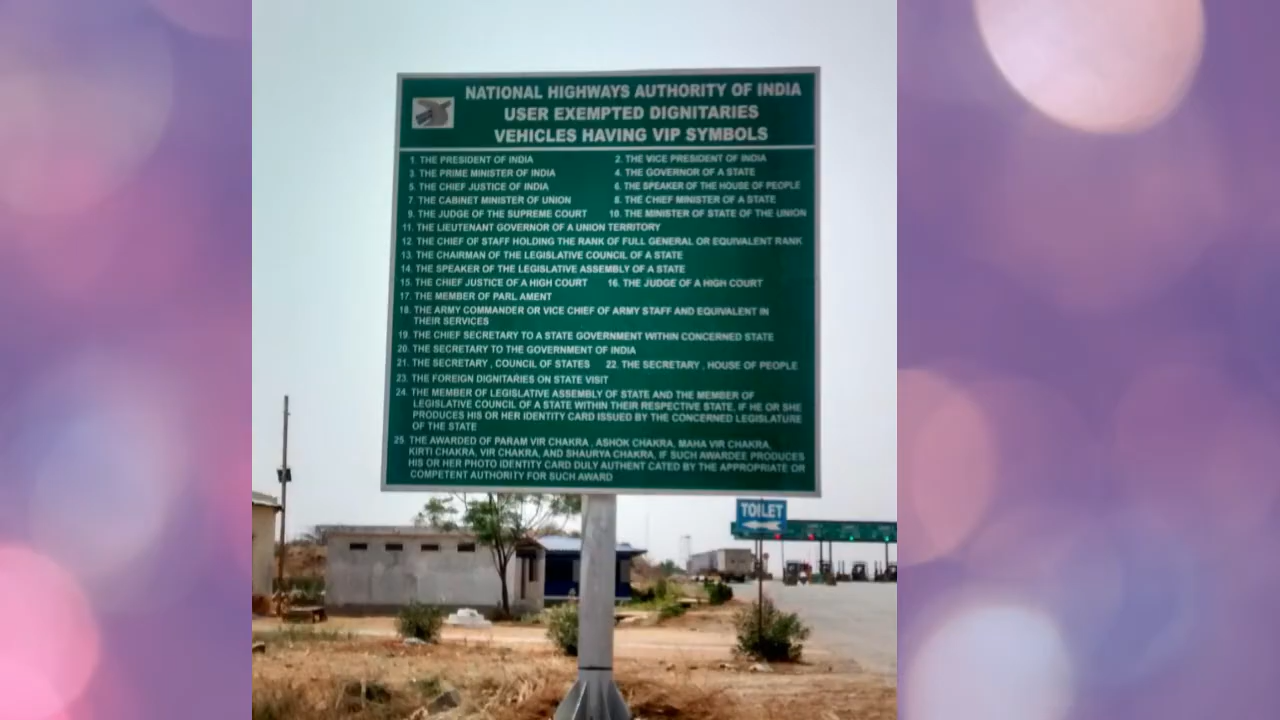 NATIONAL HIGHWAYS AUTHORITY OF INDIA
USER EXEMPTED DIGNITARIES
VEHICLES HAVING VIP SYMBOLS
1. THE PRESIDENT OF INDIA 2. THE VICE PRESIDENT OF INDIA
3. THE PRIME MINISTER OF INDIA 4. THE GOVERNOR OF A STATE
5. THE CHIEF JUSTICE OF INDIA 6. THE SPEAKER OF THE HOUSE OF PEOPLE
7. THE CABINET MINISTER OF UNION 8. THE CHIEF MINISTER OF A STATE
9. THE JUDGE OF THE SUPREME COURT 10. THE MINISTER OF STATE OF THE UNION
11. THE LIEUTENANT GOVERNOR OF A UNION TERRITORY
12. THE CHIEF OF STAFF HOLDING THE RANK OF FULL GENERAL OR EQUIVALENT RANK
13. THE CHAIRMAN OF THE LEGISLATIVE COUNCIL OF A STATE
14. THE SPEAKER OF THE LEGISLATIVE ASSEMBLY OF A STATE
15. THE CHIEF JUSTICE OF A HIGH COURT 16. THE JUDGE OF A HIGH COURT
17. THE MEMBER OF PARL AMENT
18. THE ARMY COMMANDER OR VICE CHIEF OF ARMY STAFF AND EQUIVALENT IN
THEIR SERVICES
19. THE CHIEF SECRETARY TO A STATE GOVERNMENT WITHIN CONCERNED STATE
20. THE SECRETARY TO THE GOVERNMENT OF INDIA
21. THE SECRETARY , COUNCIL OF STATES 22. THE SECRETARY , HOUSE OF PEOPLE
23. THE FOREIGN DIGNITARIES ON STATE VISIT
24. THE MEMBER OF LEGISLATIVE ASSEMBLY OF STATE AND THE MEMBER OF
LEGISLATIVE COUNCIL OF A STATE WITHIN THEIR RESPECTIVE STATE, IF HE OR SHE
PRODUCES HIS OR HER IDENTITY CARD ISSUED BY THE CONCERNED LEGISLATURE
OF THE STATE
25. THE AWARDED OF PARAM VIR CHAKRA , ASHOK CHAKRA, MAHA VIR CHAKRA,
KIRTI CHAKRA, VIR CHAKRA, AND SHAURYA CHAKRA, IF SUCH AWARDEE PRODUCES
HIS OR HER PHOTO IDENTITY CARD DULY AUTHENT CATED BY THE APPROPRIATE OR
COMPETENT AUTHORITY FOR SUCH AWARD
TOILET